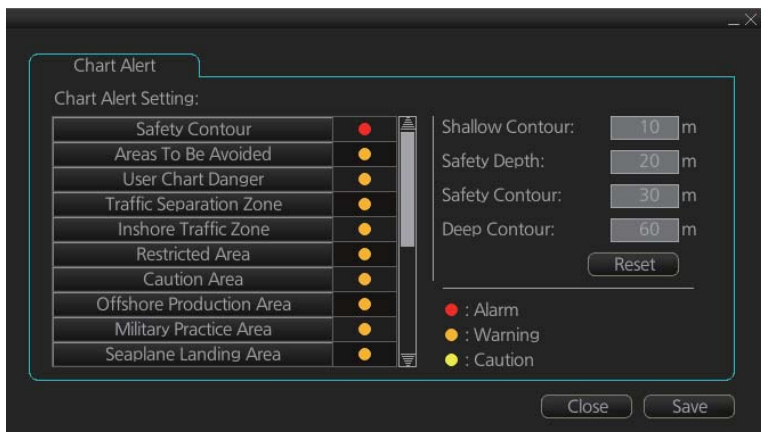 Chart Alert
Chart Alert Setting:
Safety Contour
Areas To Be Avoided
User Chart Danger
Traffic Separation Zone
Inshore Traffic Zone
Restricted Area
Caution Area
Offshore Production Area
Military Practice Area
Seaplane Landing Area
Shallow Contour: 10 m
Safety Depth: 20 m
Safety Contour: 30 m
Deep Contour: 60 m
Reset
: Alarm
: Warning
: Caution
Close Save